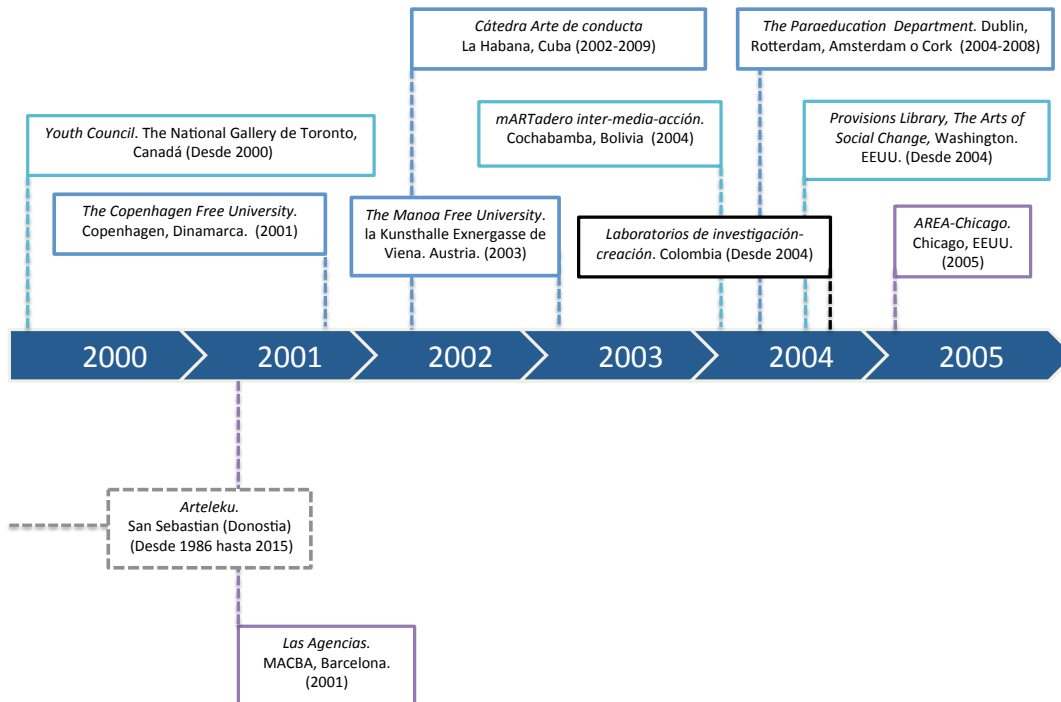 Cátedra Arte de conducta
La Habana, Cuba (2002-2009)
The Paraeducation Department. Dublin,
Rotterdam, Amsterdam o Cork (2004-2008)
Youth Council. The National Gallery de Toronto,
Canadá (Desde 2000)
mARTadero inter-media-acción.
Cochabamba, Bolivia (2004)
Provisions Library, The Arts of
Social Change, Washington.
EEUU. (Desde 2004)
The Copenhagen Free University.
Copenhagen, Dinamarca. (2001)
The Manoa Free University.
la Kunsthalle Exnergasse de
Viena. Austria. (2003)
Laboratorios de investigación-
creación. Colombia (Desde 2004)
AREA-Chicago.
Chicago, EEUU.
(2005)
2000 2001 2002 2003 2004 2005
Arteleku.
San Sebastian (Donostia)
(Desde 1986 hasta 2015)
Las Agencias.
MACBA, Barcelona.
(2001)